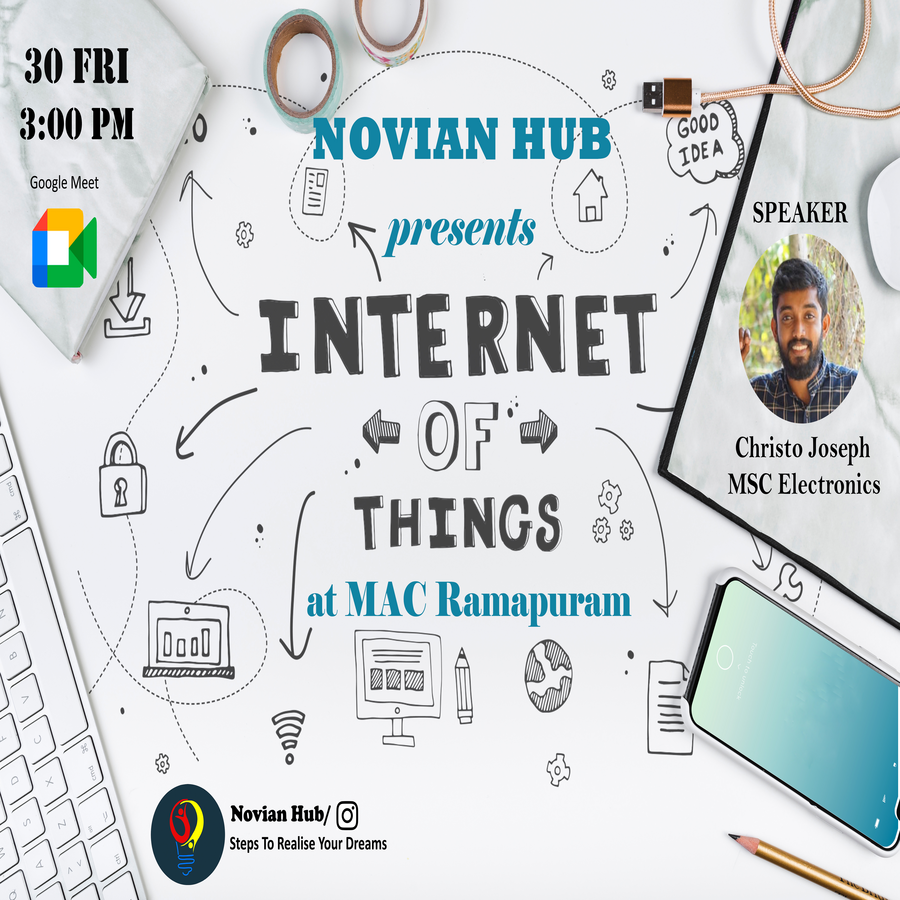 30 FRI
3:00 PM
Google Meet
NOVIAN HUB
presents
INTERNET
OF
THINGS
at MAC Ramapuram
GOOD
IDEA
SPEAKER
Christo Joseph
MSC Electronics
Novian Hub/
Steps To Realise Your Dreams